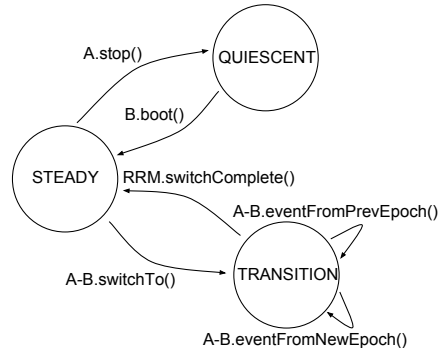 A.stop()
QUIESCENT
B.boot()
STEADY
RRM.switchComplete()
A-B.eventFromPrevEpoch()
A-B.switchTo()
TRANSITION
A-B.eventFromNewEpoch()